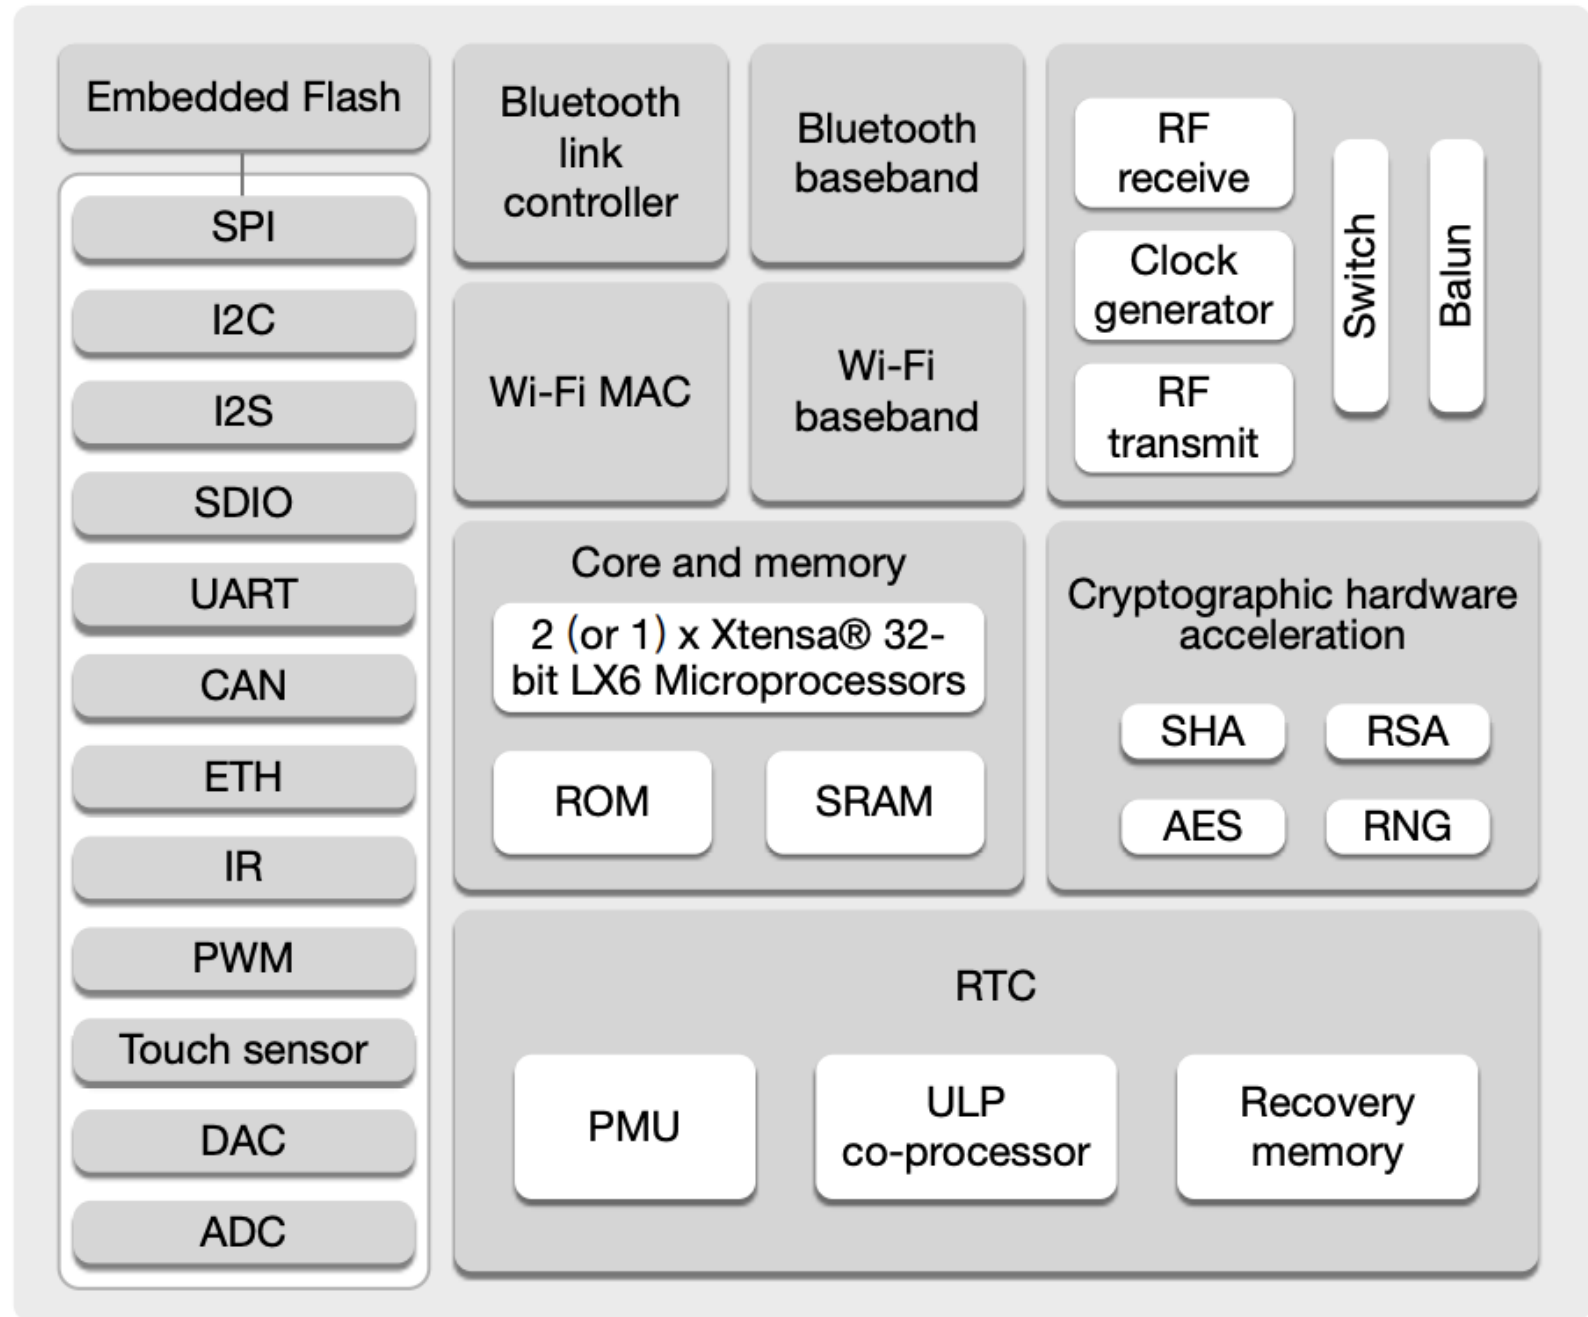 Embedded Flash
SPI
I2C
I2S
SDIO
UART
CAN
ETH
IR
PWM
Touch sensor
DAC
ADC
Bluetooth
link
controller
Bluetooth
baseband
Wi-Fi MAC
Wi-Fi
baseband
RF
receive
Clock
generator
RF
transmit
Switch
Balun
Core and memory
2 (or 1) x Xtensa® 32-
bit LX6 Microprocessors
ROM
SRAM
Cryptographic hardware
acceleration
SHA
RSA
AES
RNG
RTC
PMU
ULP
co-processor
Recovery
memory